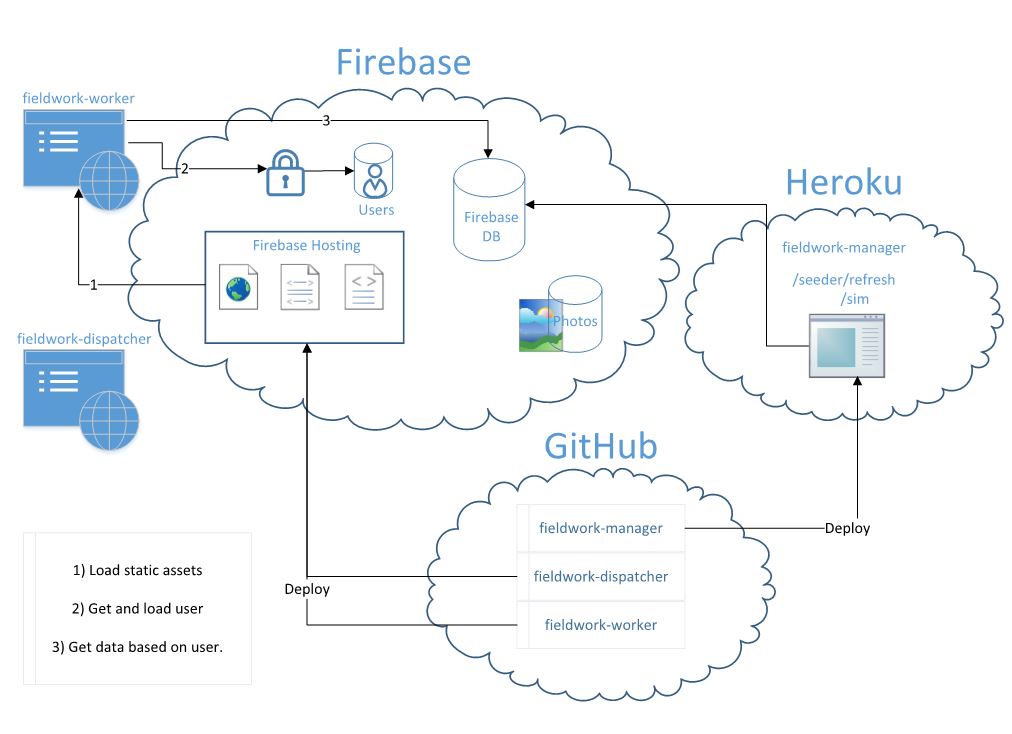 Firebase
fieldwork-worker
3
2
Users
Firebase
DB
Firebase Hosting
1
Photos
fieldwork-dispatcher
Heroku
fieldwork-manager
/seeder/refresh
/sim
GitHub
fieldwork-manager
Deploy
fieldwork-dispatcher
Deploy
fieldwork-worker
1) Load static assets
2) Get and load user
3) Get data based on user.